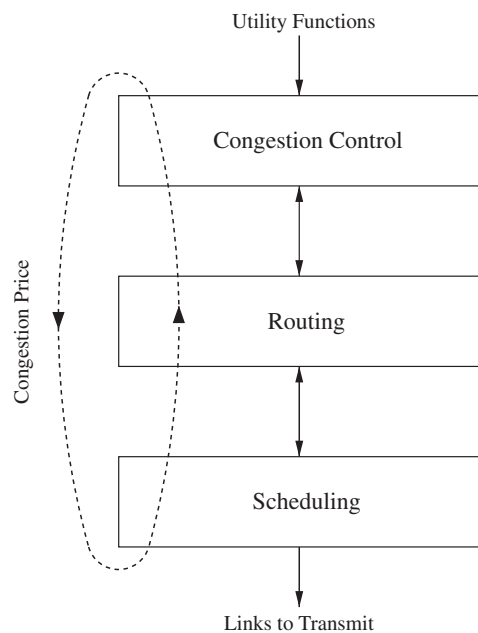 Utility Functions
Congestion Control
Congestion Price
Routing
Scheduling
Links to Transmit